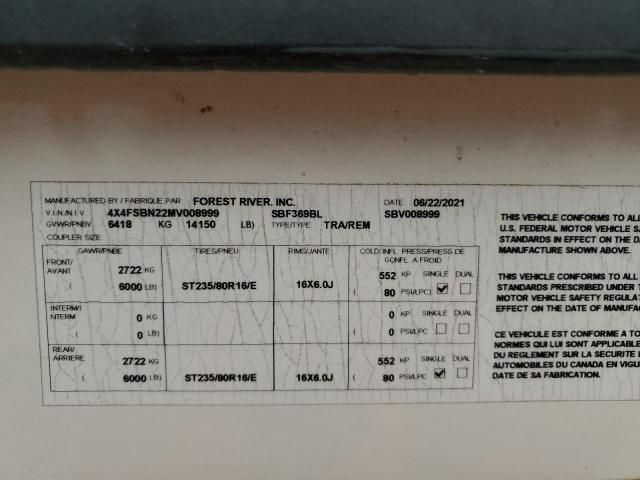 MANUFACTURED BY / FABRIQUE PAR FOREST RIVER, INC. DATE 06/22/2021
V I N /N I V 4X4FSBN22MV008999 SBF369BL SBV008999
GVWR/PNBV 6418 KG 14150 LB) TYPE/TYPE TRA/REM
COUPLER SIZE
GAWR/PNBE TIRES/PNEU RIMS/JANTE COLD INFL PRESS/PRESS DE
GONFL A FROID
FRONT/
AVANT 2722 KG 552 KP SINGLE DUAL
( 6000 LB) ST235/80R16/E 16X6.0J ( 80 PSI/LPC)
INTERM/I
NTERM 0 KG 0 KP SINGLE DUAL
( 0 LB) ( 0 PSI/LPC
REAR/
ARRIERE 2722 KG 552 KP SINGLE DUAL
( 6000 LB) ST235/80R16/E 16X6.0J ( 80 PSI/LPC
THIS VEHICLE CONFORMS TO ALL
U.S. FEDERAL MOTOR VEHICLE
STANDARDS IN EFFECT ON THE
MANUFACTURE SHOWN ABOVE.
THIS VEHICLE CONFORMS TO ALL
STANDARDS PRESCRIBED UNDER
MOTOR VEHICLE SAFETY
EFFECT ON THE DATE OF
CE VEHICULE EST CONFORME A
NORMES QUI LUI SONT
DU REGLEMENT SUR LA SECURITE
AUTOMOBILES DU CANADA EN
DATE DE SA FABRICATION.